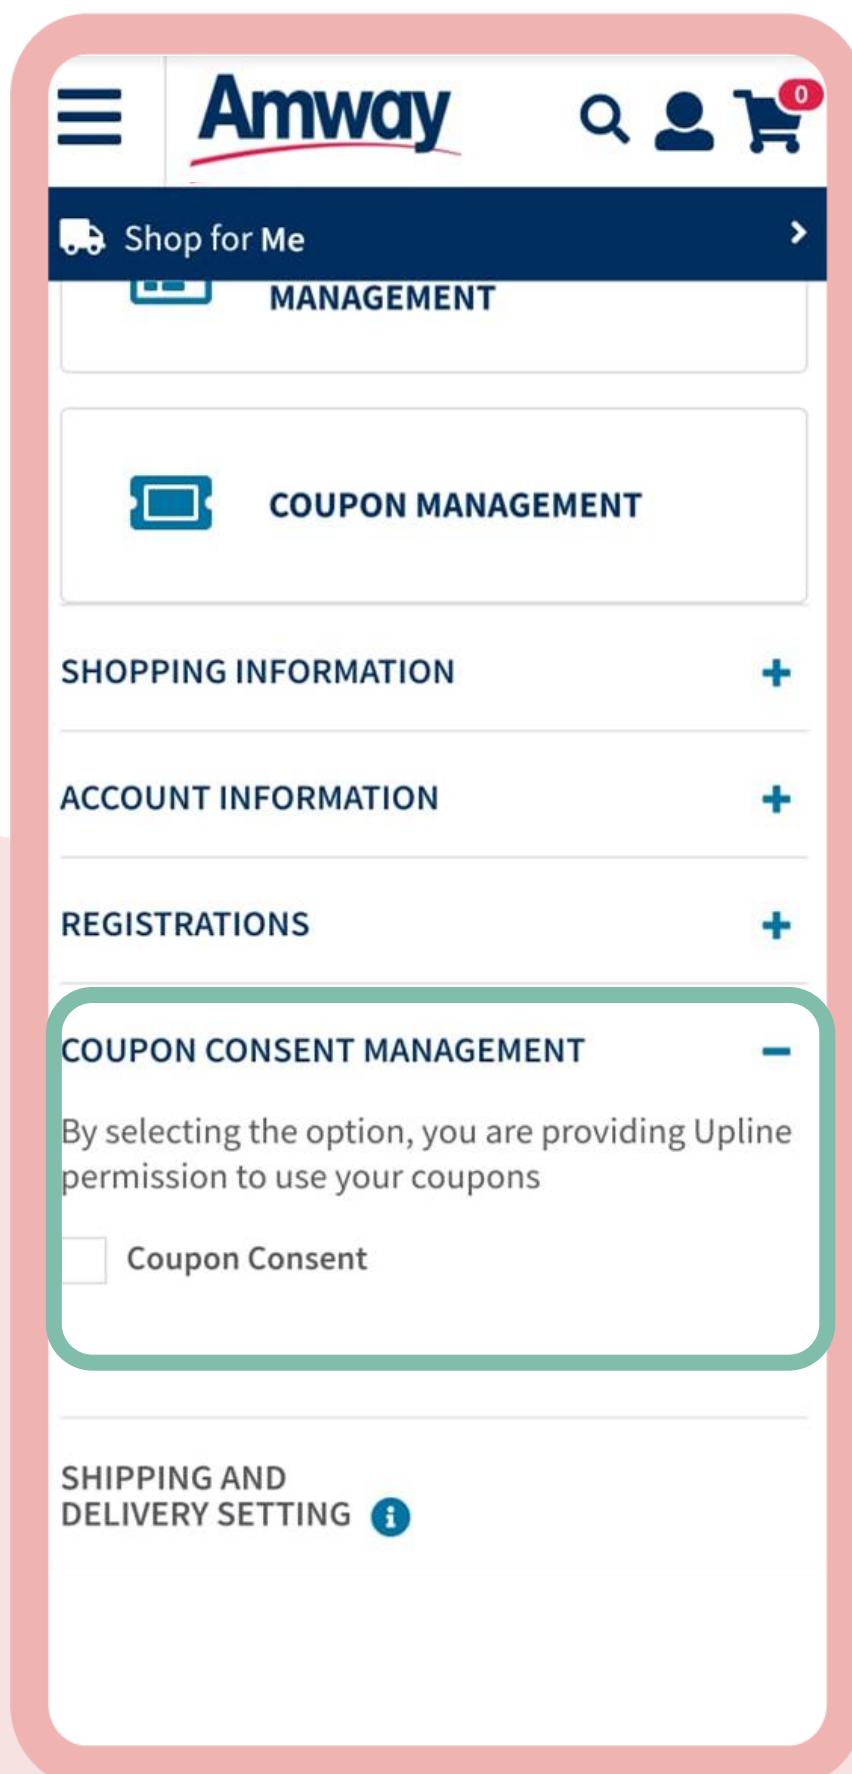 Amway
0
Shop for Me
MANAGEMENT
COUPON MANAGEMENT
SHOPPING INFORMATION
ACCOUNT INFORMATION
REGISTRATIONS
COUPON CONSENT MANAGEMENT
By selecting the option, you are providing Upline
permission to use your coupons
Coupon Consent
SHIPPING AND
DELIVERY SETTING